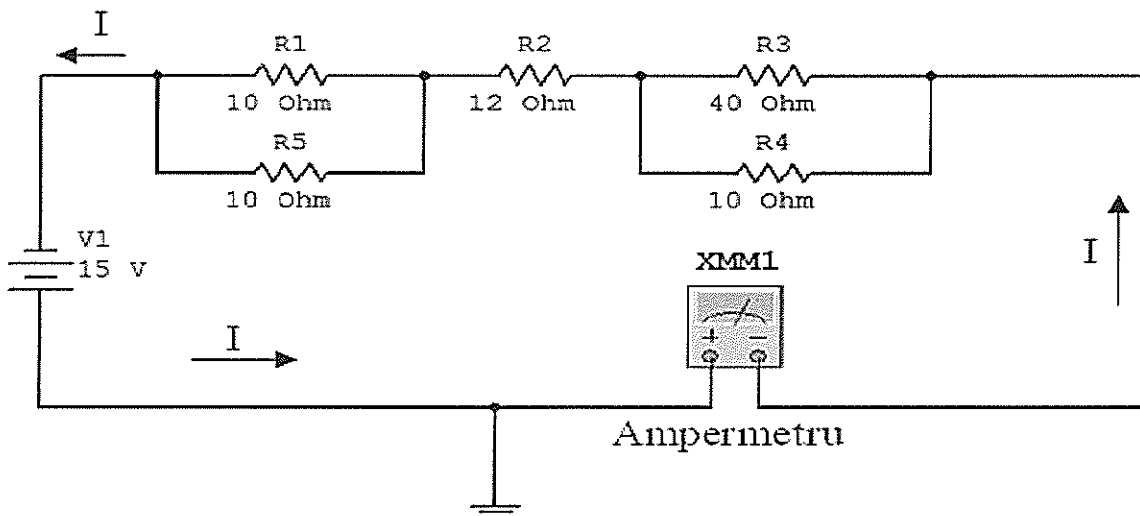 I
R1
R2
R3
10 Ohm
12 Ohm
40 Ohm
R5
R4
10 Ohm
10 Ohm
V1
15 V
XMM1
I
I
+ −
Ampermetru